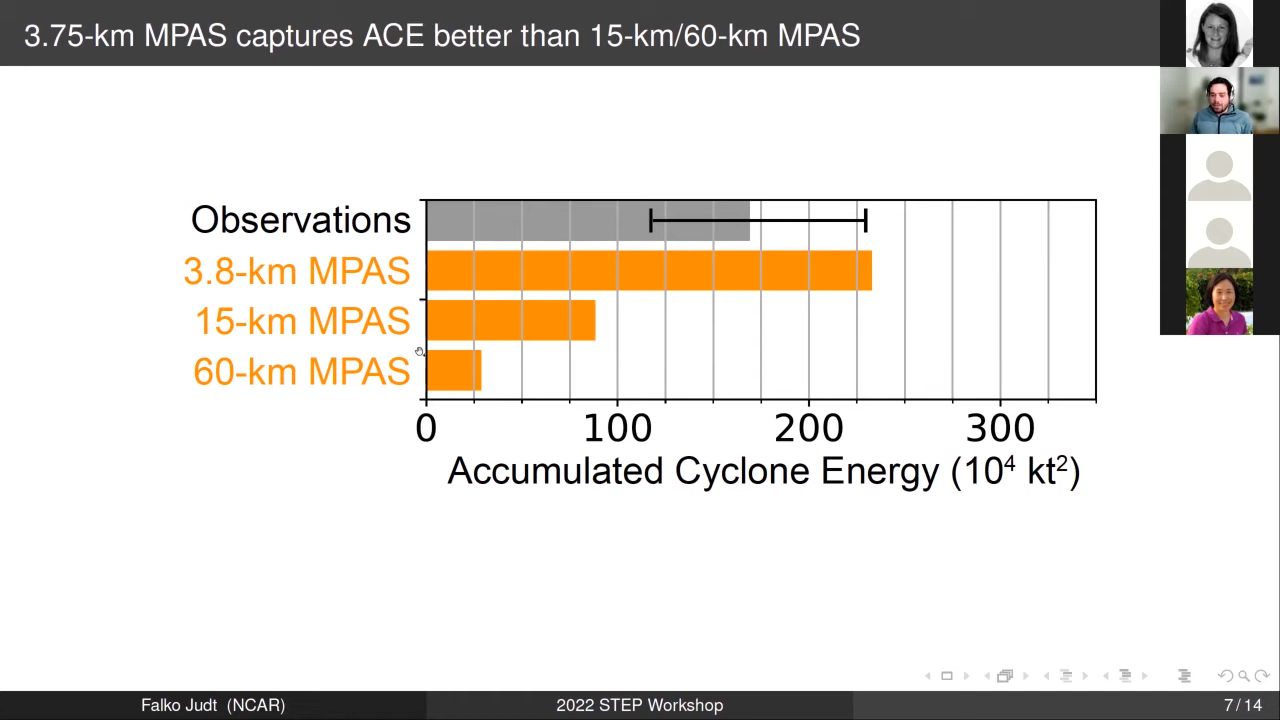 3.75-km MPAS captures ACE better than 15-km/60-km MPAS
Observations
3.8-km MPAS
15-km MPAS
60-km MPAS
0 100 200 300
Accumulated Cyclone Energy (10⁴ kt²)
Falko Judt (NCAR) 2022 STEP Workshop 7 / 14